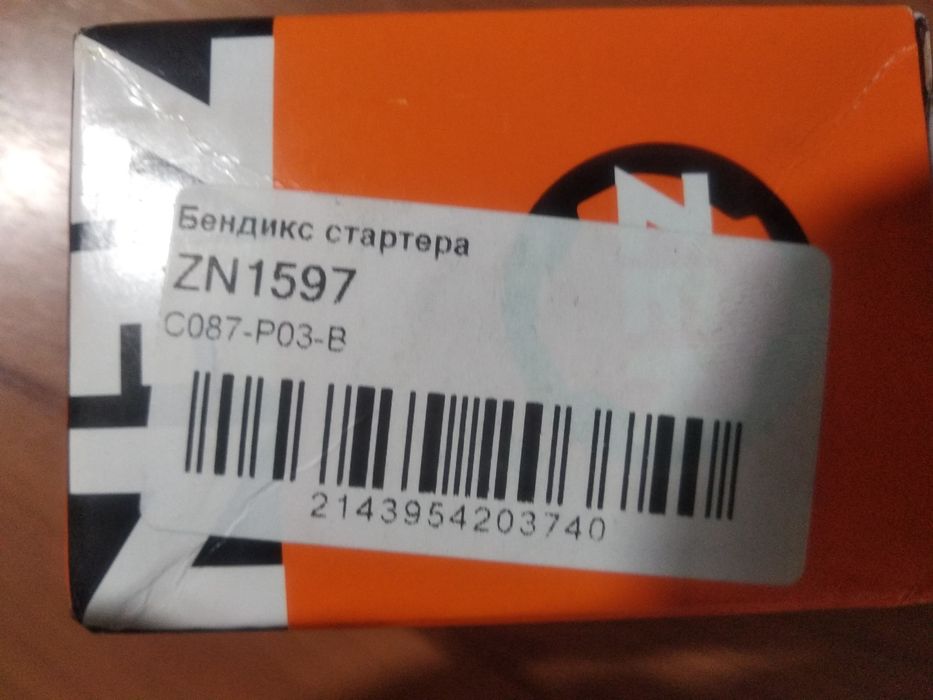 Бендикс стартера
ZN1597
C087-P03-B
2143954203740